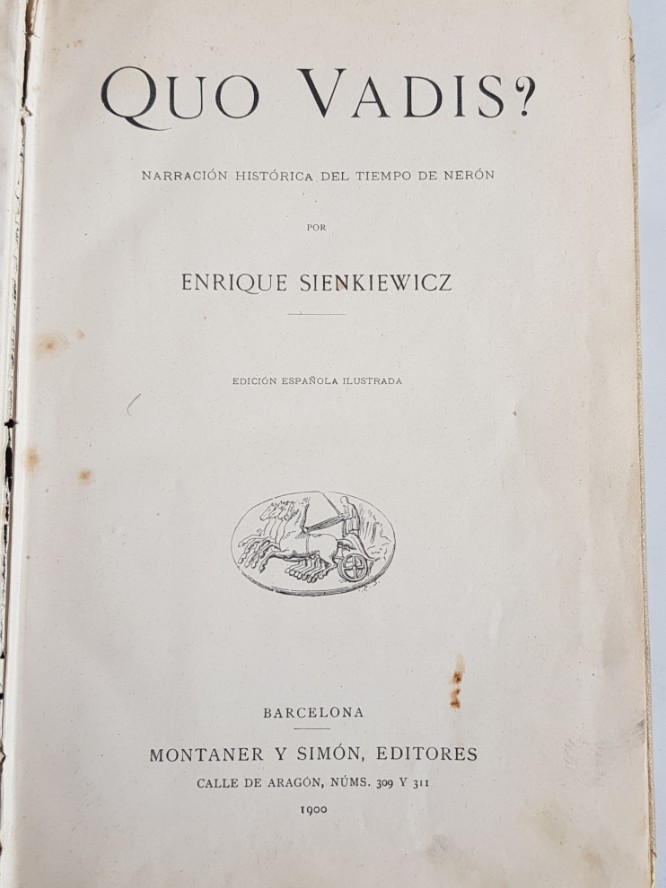 QUO VADIS?
NARRACIÓN HISTÓRICA DEL TIEMPO DE NERÓN
POR
ENRIQUE SIENKIEWICZ
EDICIÓN ESPAÑOLA ILUSTRADA
BARCELONA
MONTANER Y SIMÓN, EDITORES
CALLE DE ARAGÓN, NÚMS. 309 Y 311
1900